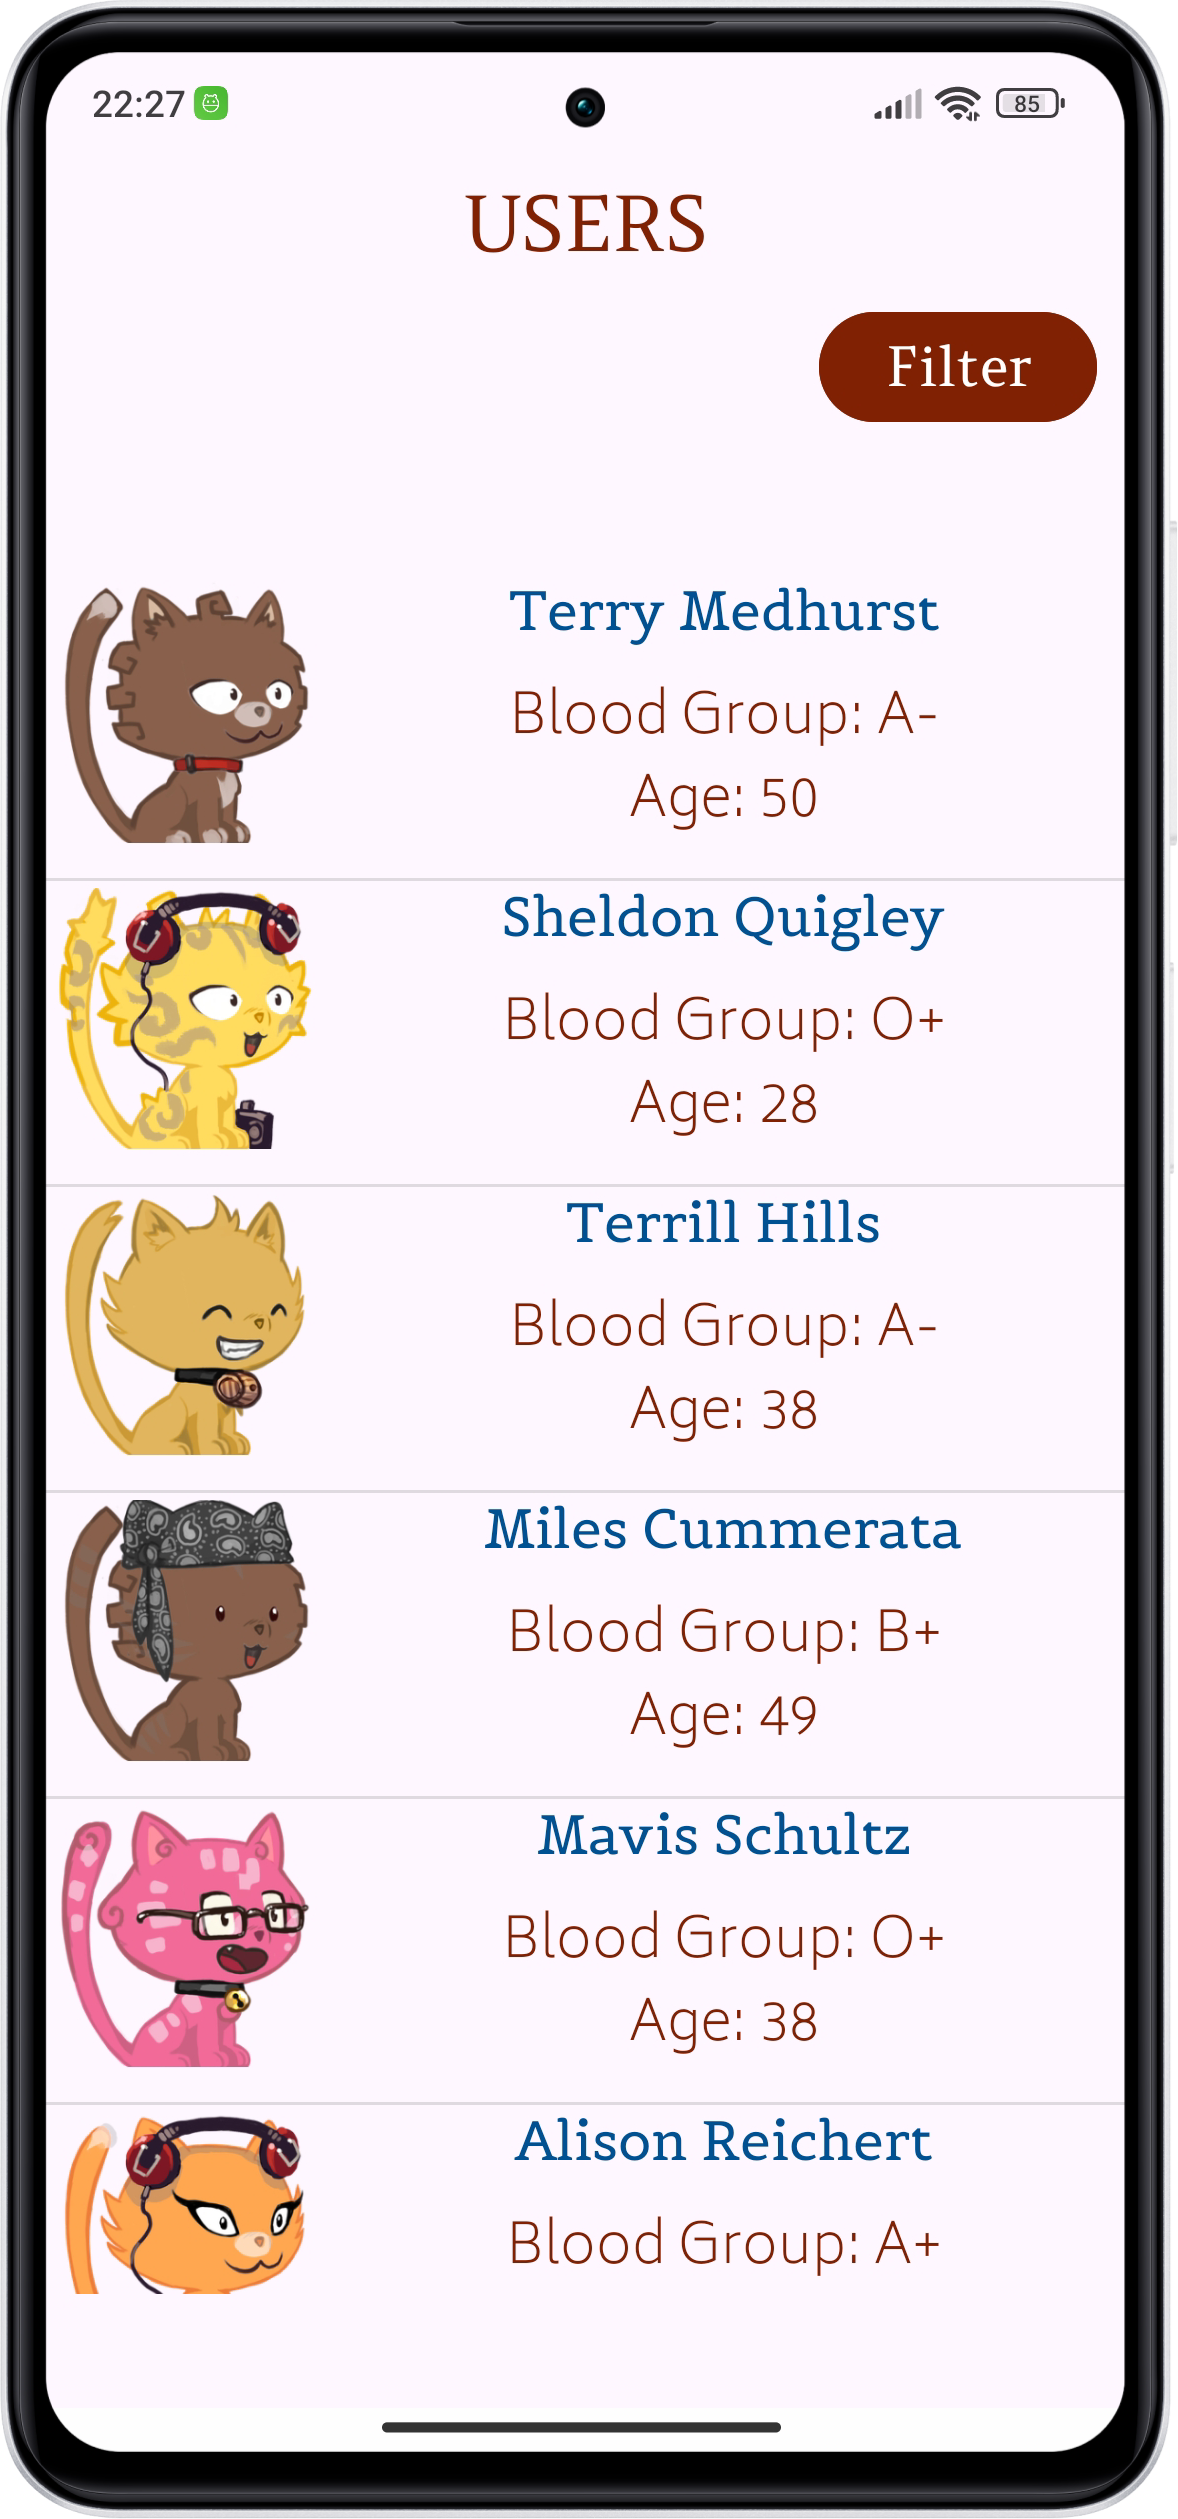 22:27
85
USERS
Filter
Terry Medhurst
Blood Group: A-
Age: 50
Sheldon Quigley
Blood Group: O+
Age: 28
Terrill Hills
Blood Group: A-
Age: 38
Miles Cummerata
Blood Group: B+
Age: 49
Mavis Schultz
Blood Group: O+
Age: 38
Alison Reichert
Blood Group: A+